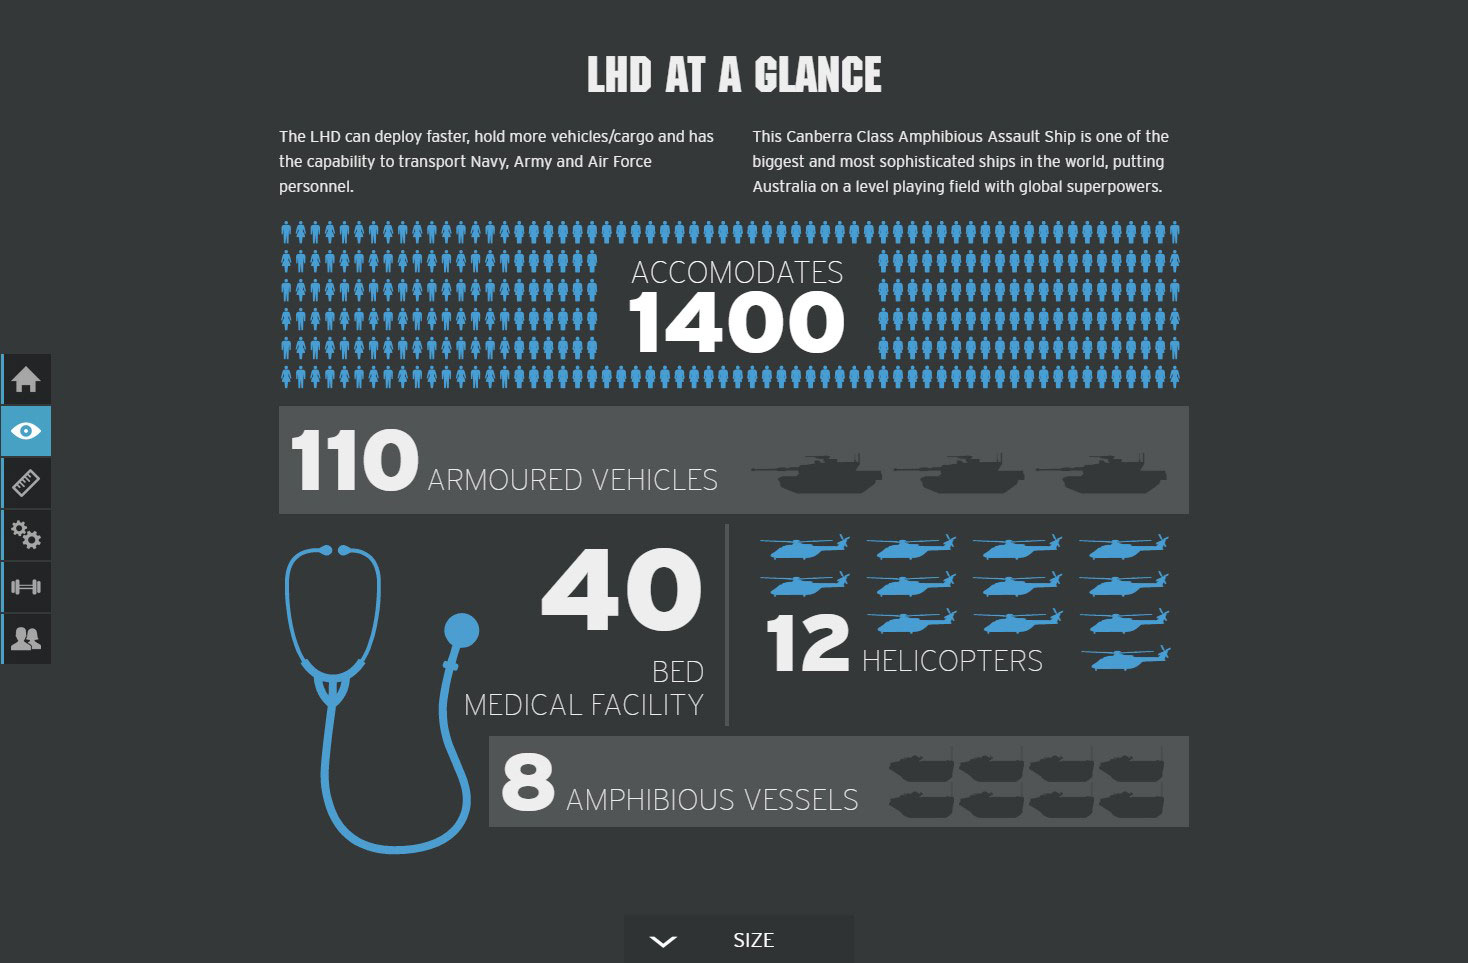 LHD AT A GLANCE
The LHD can deploy faster, hold more vehicles/cargo and has
the capability to transport Navy, Army and Air Force
personnel.
This Canberra Class Amphibious Assault Ship is one of the
biggest and most sophisticated ships in the world, putting
Australia on a level playing field with global superpowers.
ACCOMODATES
1400
110 ARMOURED VEHICLES
40
BED
MEDICAL FACILITY
12 HELICOPTERS
8 AMPHIBIOUS VESSELS
SIZE